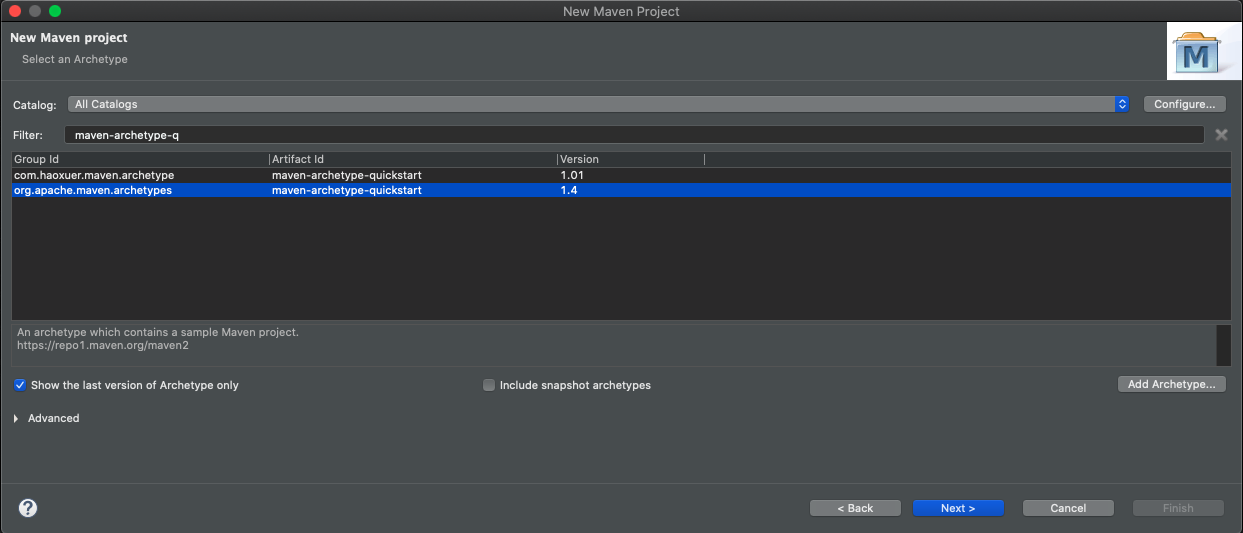 New Maven Project
New Maven project
Select an Archetype
M
Catalog: All Catalogs Configure...
Filter: maven-archetype-q
Group Id Artifact Id Version
com.haoxuer.maven.archetype maven-archetype-quickstart 1.01
org.apache.maven.archetypes maven-archetype-quickstart 1.4
An archetype which contains a sample Maven project.
https://repo1.maven.org/maven2
Show the last version of Archetype only Include snapshot archetypes Add Archetype...
Advanced
? < Back Next > Cancel Finish